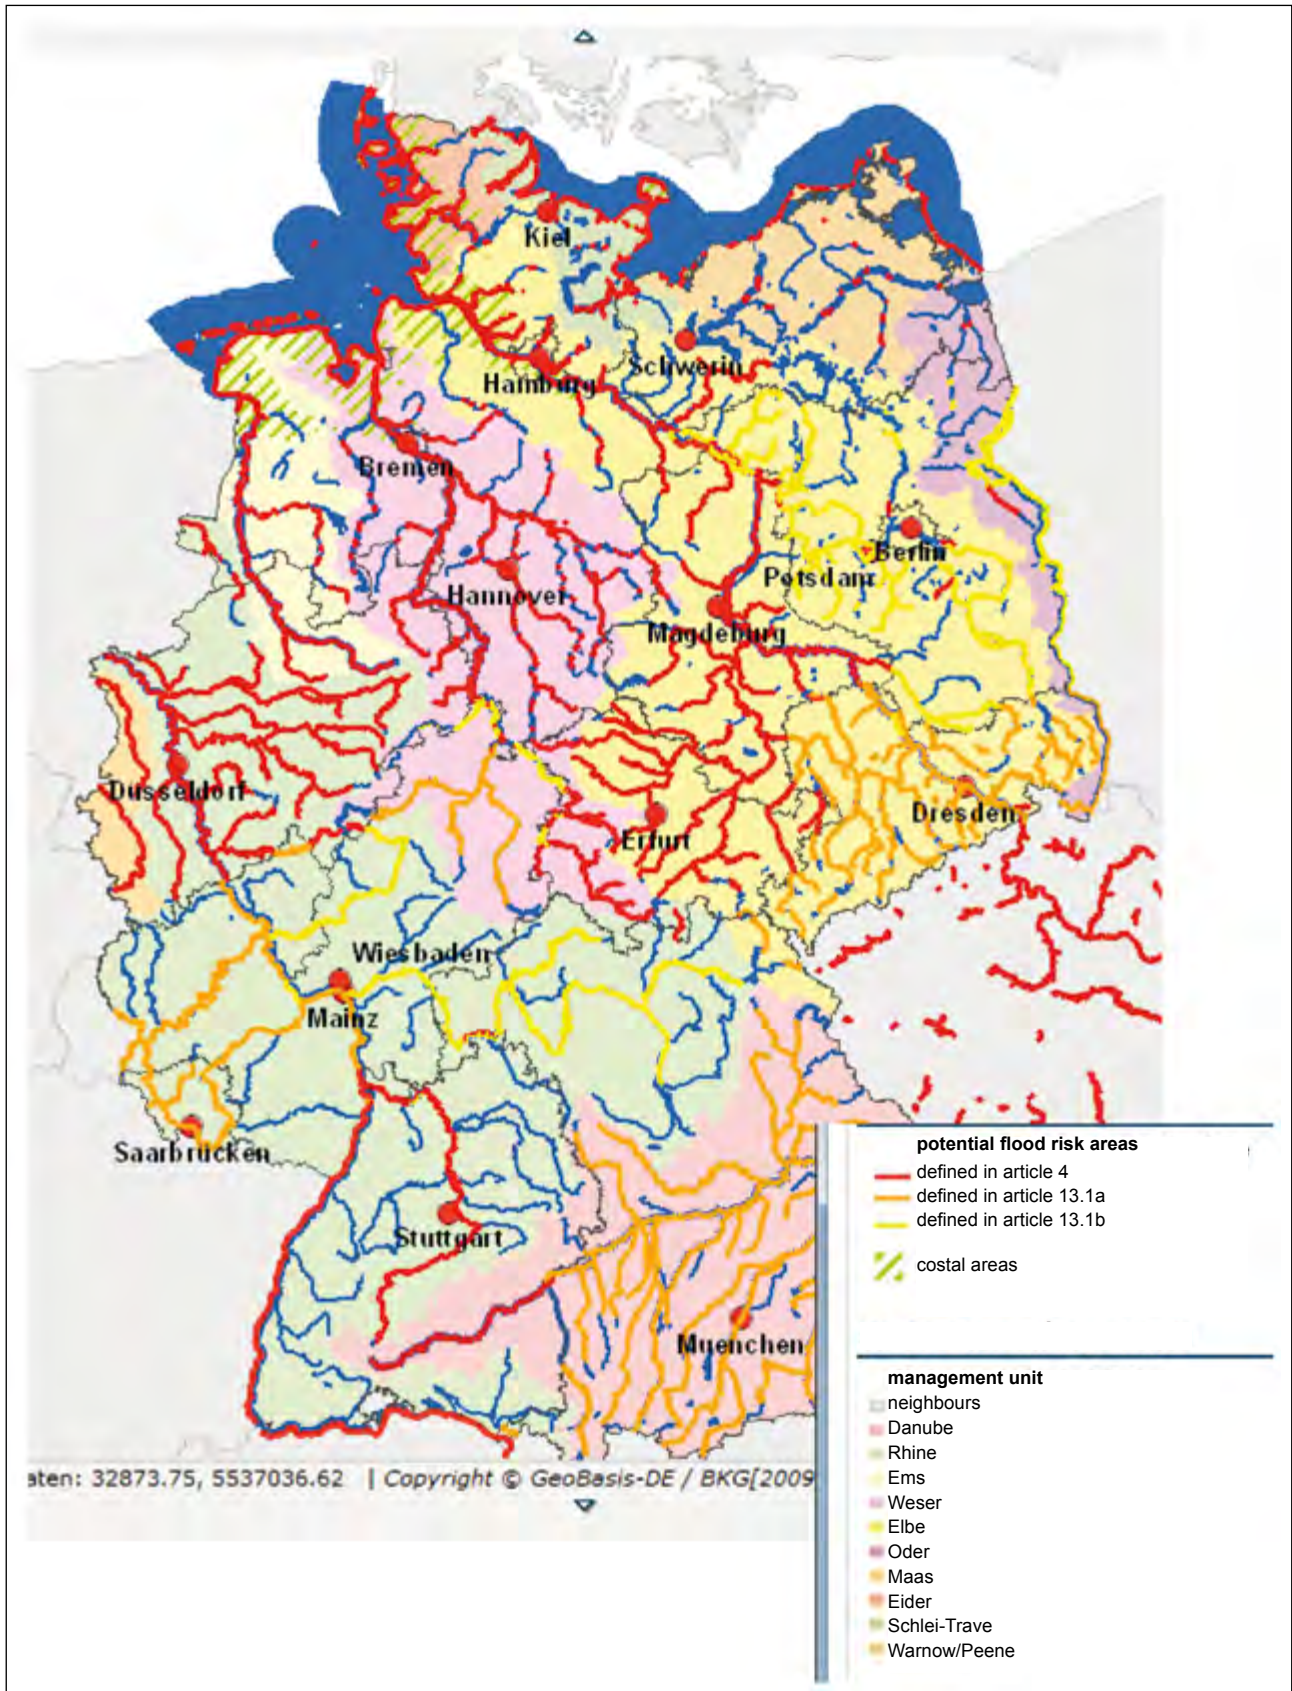 Kiel
Schwerin
Hamburg
Bremen
Berlin
Potsdam
Hannover
Magdeburg
Dusseldorf
Dresden
Erfurt
Wiesbaden
Mainz
Saarbrucken
Stuttgart
Muenchen
potential flood risk areas
defined in article 4
defined in article 13.1a
defined in article 13.1b
costal areas
management unit
neighbours
Danube
Rhine
Ems
Weser
Elbe
Oder
Maas
Eider
Schlei-Trave
Warnow/Peene
aten: 32873.75, 5537036.62 | Copyright © GeoBasis-DE / BKG[2009